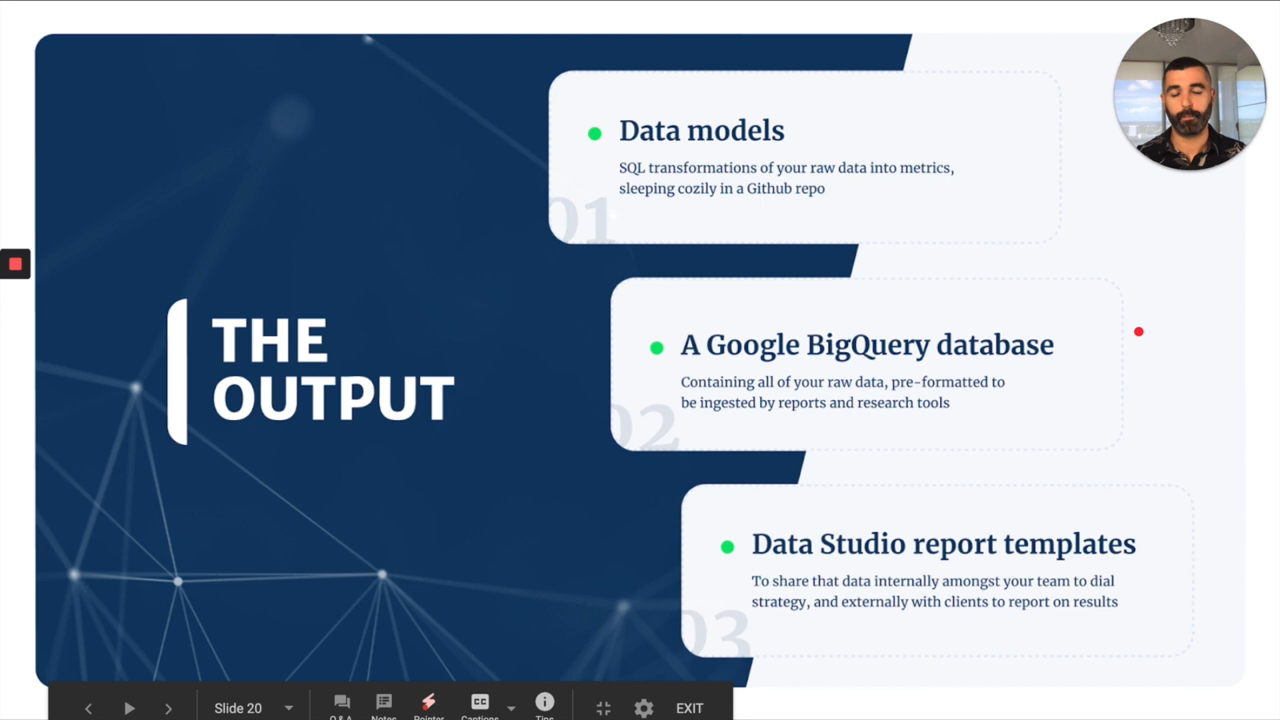 THE
OUTPUT
01
Data models
SQL transformations of your raw data into metrics,
sleeping cozily in a Github repo
02
A Google BigQuery database
Containing all of your raw data, pre-formatted to
be ingested by reports and research tools
03
Data Studio report templates
To share that data internally amongst your team to dial
strategy, and externally with clients to report on results
Slide 20
Q & A
Notes
Pointer
CC
Captions
Tips
EXIT